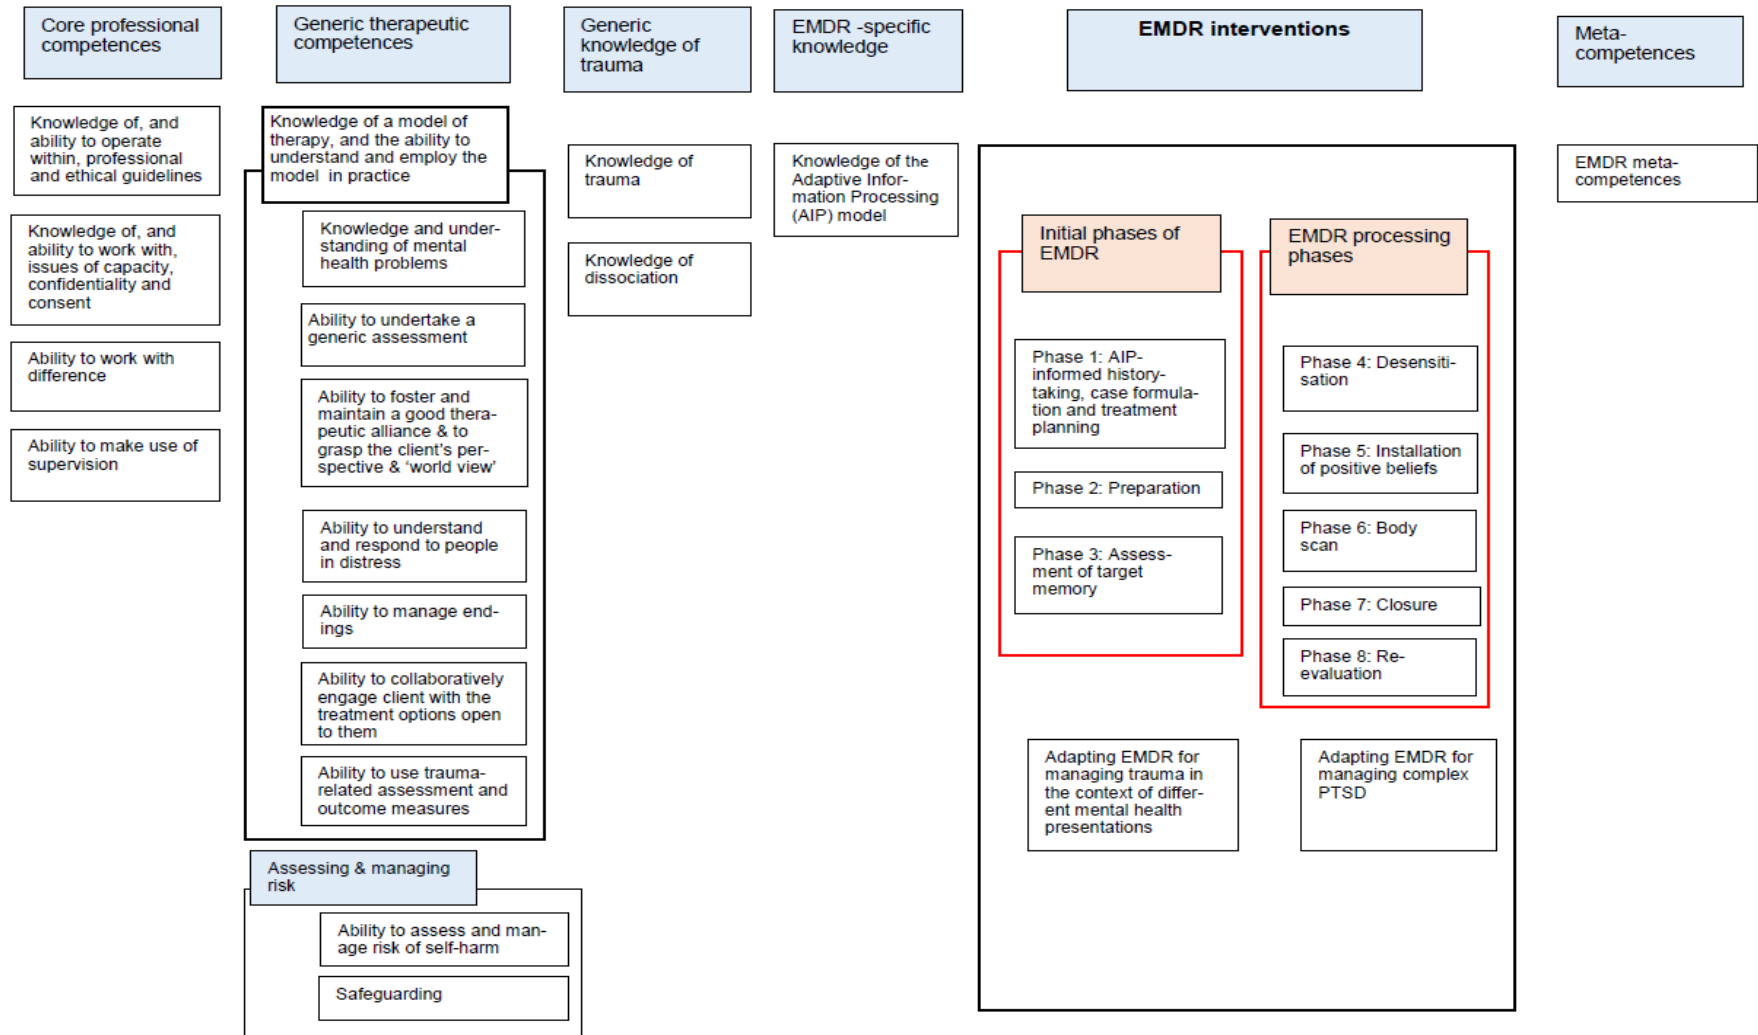 Core professional
competences
Generic therapeutic
competences
Generic
knowledge of
trauma
EMDR -specific
knowledge
EMDR interventions
Meta-
competences
Knowledge of, and
ability to operate
within, professional
and ethical guidelines
Knowledge of, and
ability to work with,
issues of capacity,
confidentiality and
consent
Ability to work with
difference
Ability to make use of
supervision
Knowledge of a model of
therapy, and the ability to
understand and employ the
model in practice
Knowledge and under-
standing of mental
health problems
Ability to undertake a
generic assessment
Ability to foster and
maintain a good thera-
peutic alliance & to
grasp the client's per-
spective & ‘world view’
Ability to understand
and respond to people
in distress
Ability to manage end-
ings
Ability to collaboratively
engage client with the
treatment options open
to them
Ability to use trauma-
related assessment and
outcome measures
Assessing & managing
risk
Ability to assess and man-
age risk of self-harm
Safeguarding
Knowledge of
trauma
Knowledge of
dissociation
Knowledge of the
Adaptive Infor-
mation Processing
(AIP) model
Initial phases of
EMDR
Phase 1: AIP-
informed history-
taking, case formula-
tion and treatment
planning
Phase 2: Preparation
Phase 3: Assess-
ment of target
memory
EMDR processing
phases
Phase 4: Desensiti-
sation
Phase 5: Installation
of positive beliefs
Phase 6: Body
scan
Phase 7: Closure
Phase 8: Re-
evaluation
Adapting EMDR for
managing trauma in
the context of differ-
ent mental health
presentations
Adapting EMDR for
managing complex
PTSD
EMDR meta-
competences